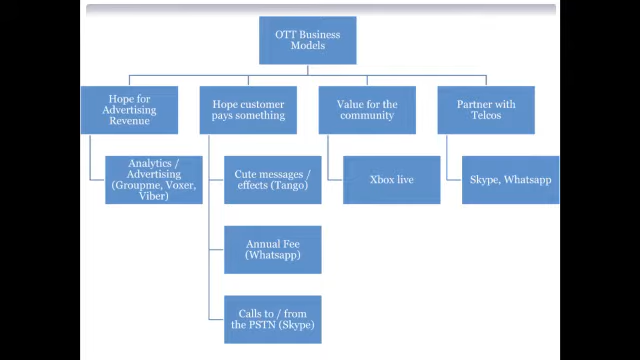 OTT Business
Models
Hope for
Advertising
Revenue
Hope customer
pays something
Value for the
community
Partner with
Telcos
Analytics /
Advertising
(Groupme, Voxer,
Viber)
Cute messages /
effects (Tango)
Xbox live
Skype, Whatsapp
Annual Fee
(Whatsapp)
Calls to / from
the PSTN (Skype)